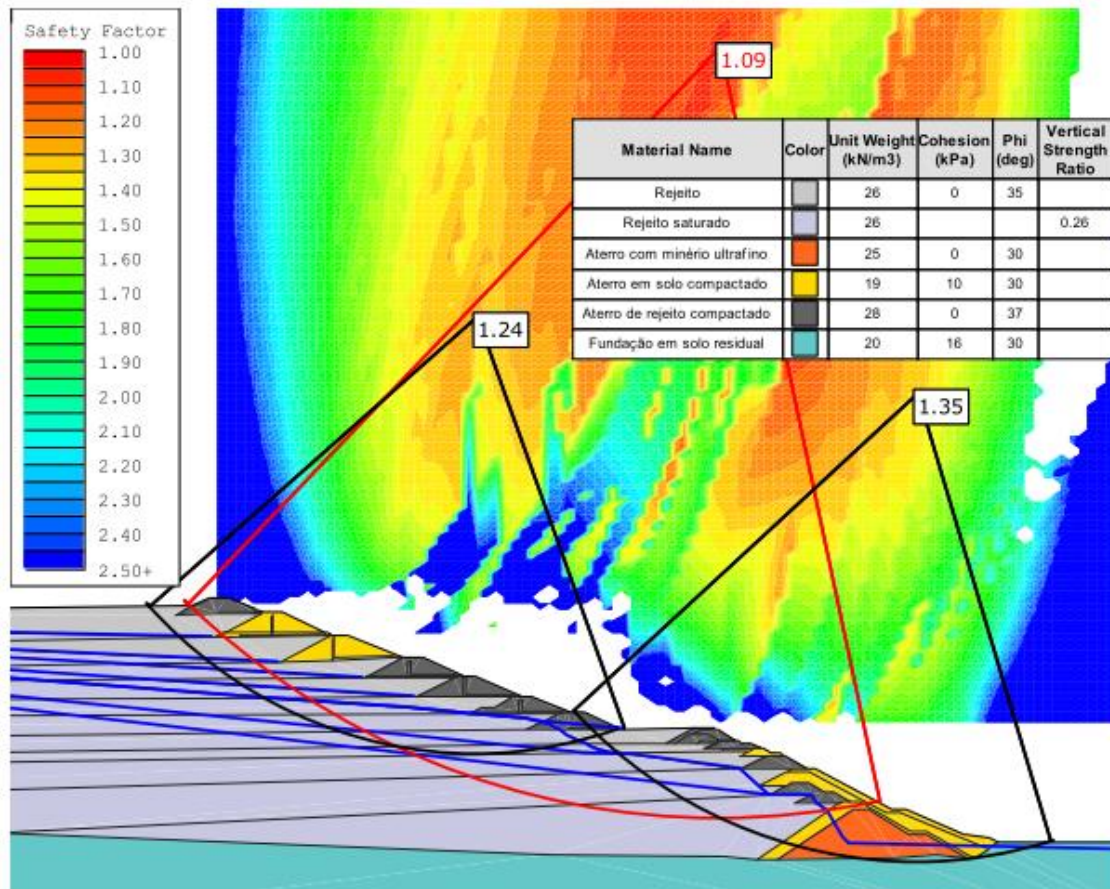 Safety Factor
1.00
1.10
1.20
1.30
1.40
1.50
1.60
1.70
1.80
1.90
2.00
2.10
2.20
2.30
2.40
2.50+
1.09
Material Name Color Unit Weight (kN/m3) Cohesion (kPa) Phi (deg) Vertical Strength Ratio
Rejeito 26 0 35
Rejeito saturado 26 0.26
Aterro com minério ultrafino 25 0 30
Aterro em solo compactado 19 10 30
Aterro de rejeito compactado 28 0 37
Fundação em solo residual 20 16 30
1.24
1.35